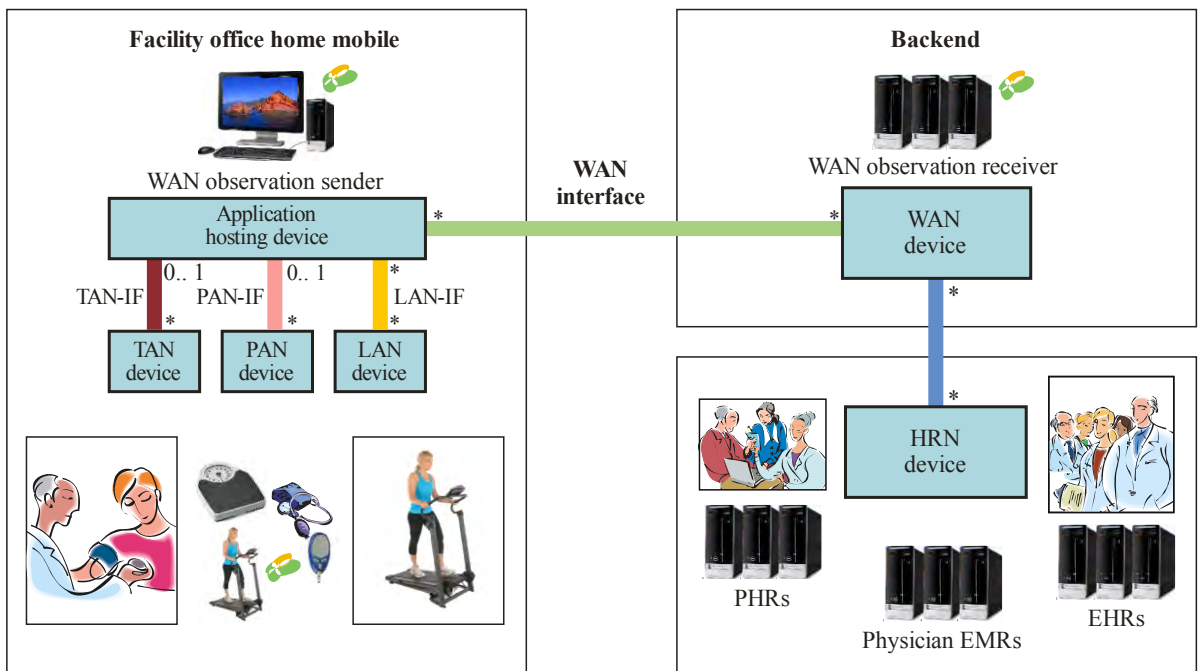 Facility office home mobile
WAN observation sender
Application
hosting device
*
0.. 1
0.. 1
*
TAN-IF
PAN-IF
LAN-IF
*
*
*
TAN
device
PAN
device
LAN
device
WAN
interface
Backend
WAN observation receiver
*
WAN
device
*
*
HRN
device
PHRs
Physician EMRs
EHRs